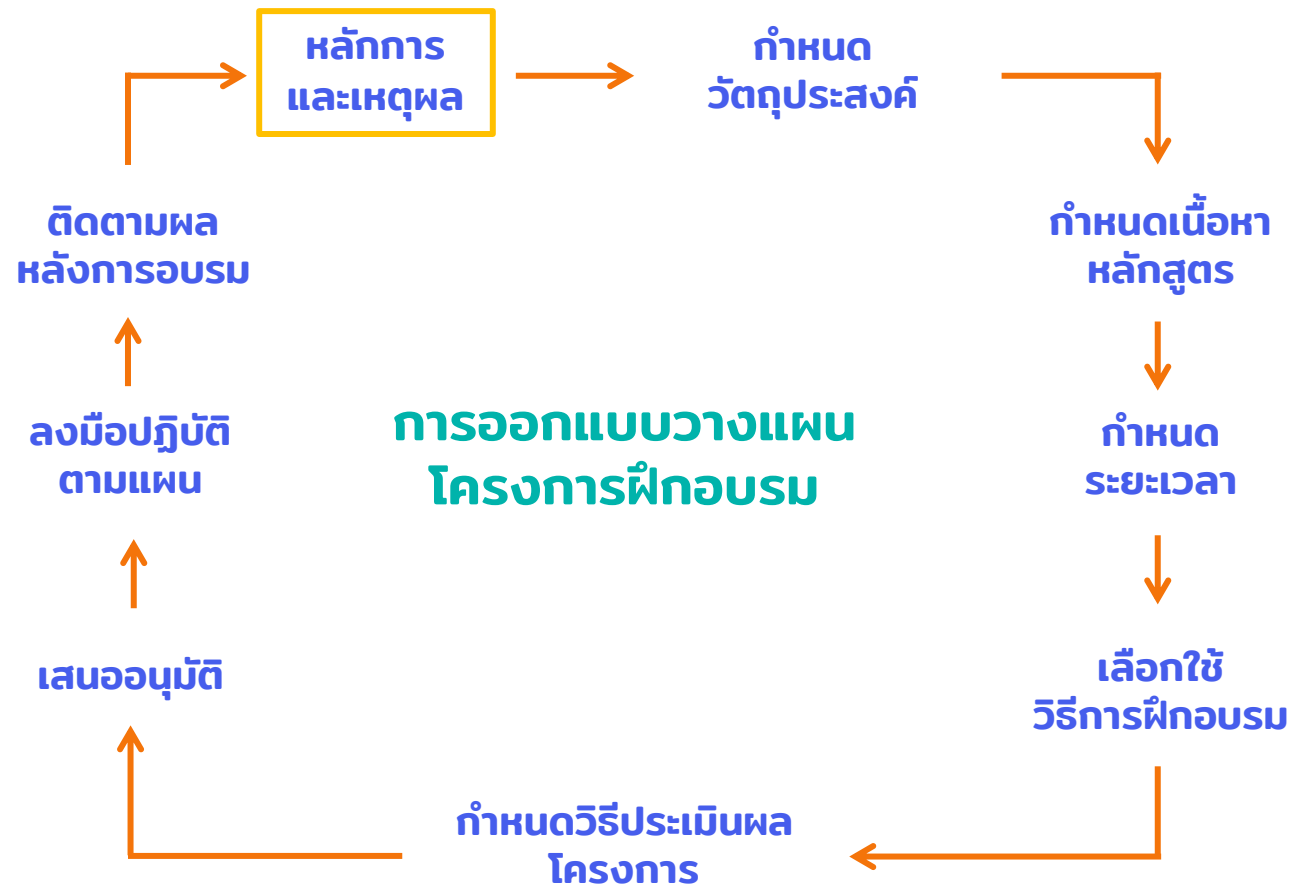 หลักการ
และเหตุผล
กำหนด
วัตถุประสงค์
กำหนดเนื้อหา
หลักสูตร
กำหนด
ระยะเวลา
เลือกใช้
วิธีการฝึกอบรม
กำหนดวิธีประเมินผล
โครงการ
เสนออนุมัติ
ลงมือปฏิบัติ
ตามแผน
ติดตามผล
หลังการอบรม
การออกแบบวางแผน
โครงการฝึกอบรม